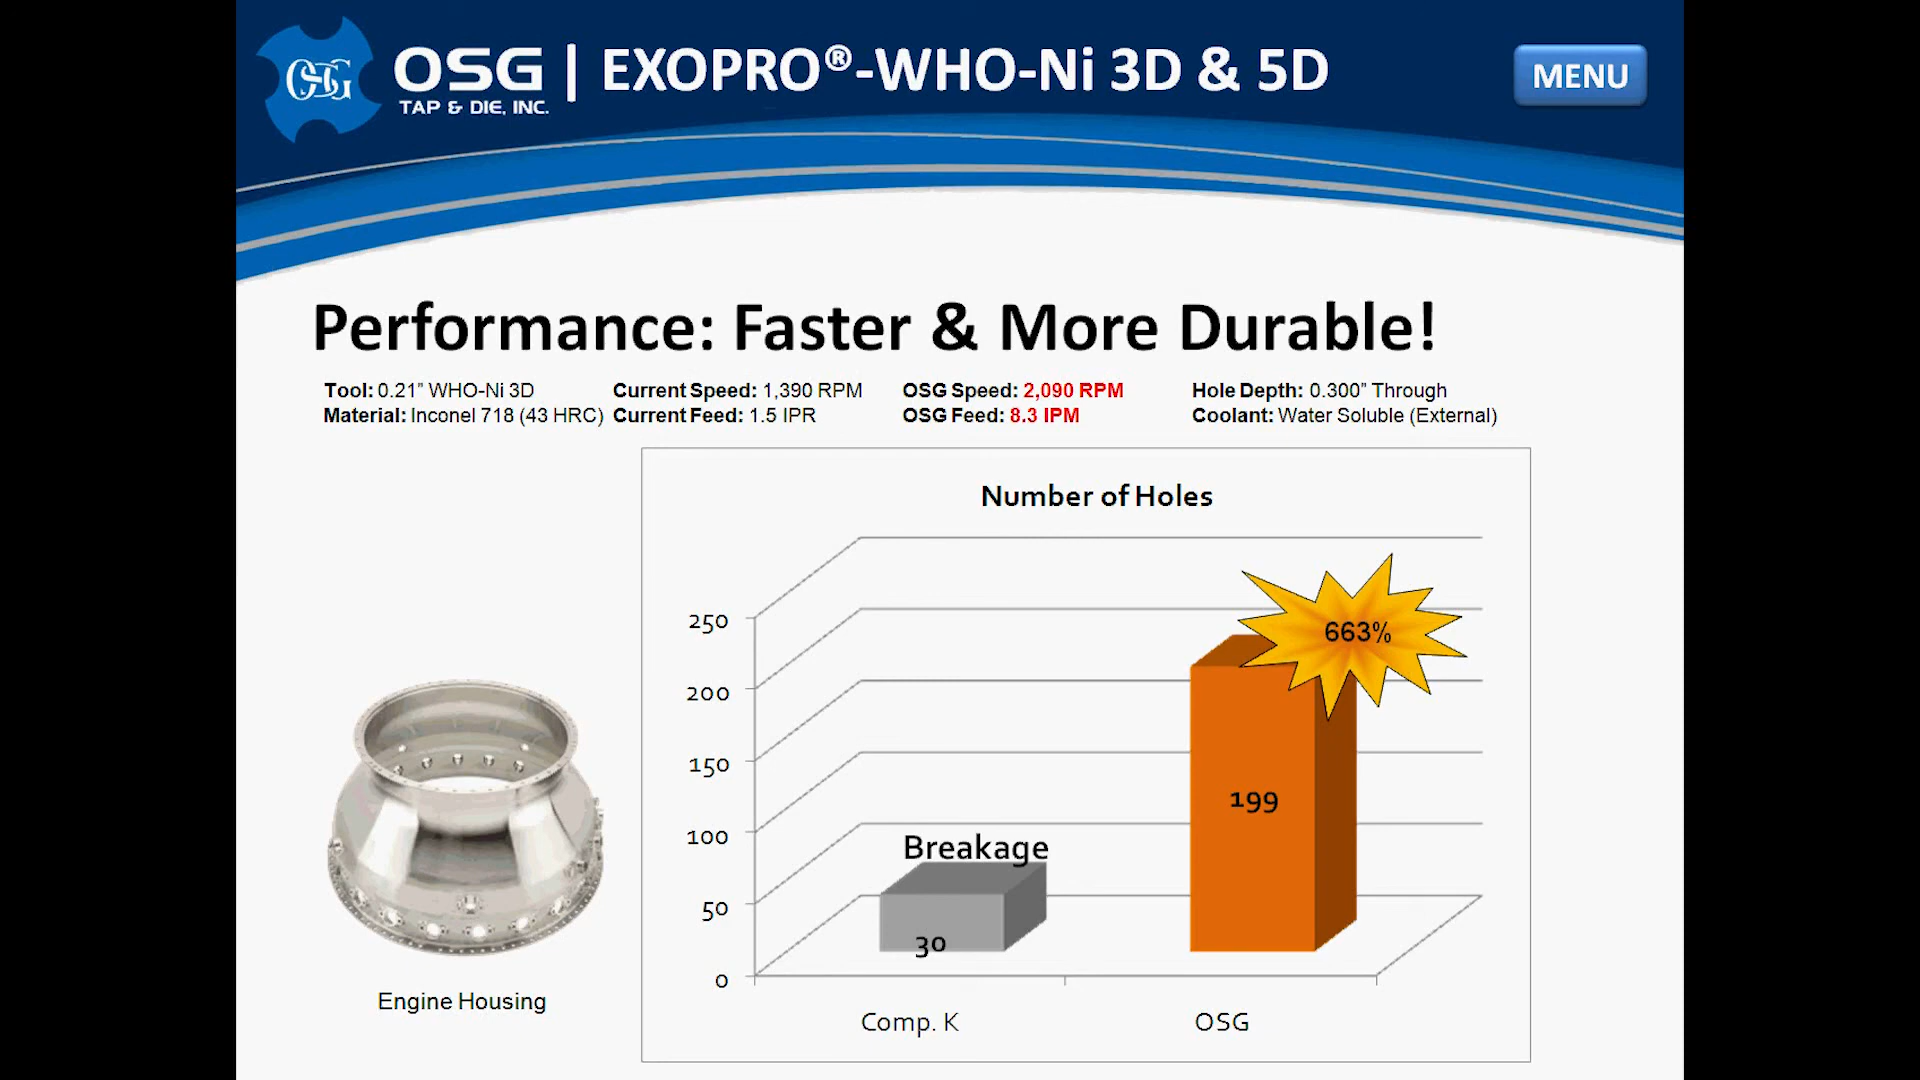 OSG
OSG | EXOPRO®-WHO-Ni 3D & 5D
TAP & DIE, INC.
MENU
Performance: Faster & More Durable!
Tool: 0.21" WHO-Ni 3D
Material: Inconel 718 (43 HRC)
Current Speed: 1,390 RPM
Current Feed: 1.5 IPR
OSG Speed: 2,090 RPM
OSG Feed: 8.3 IPM
Hole Depth: 0.300" Through
Coolant: Water Soluble (External)
Number of Holes
250
200
150
100
50
0
663%
199
Breakage
30
Comp. K
OSG
Engine Housing